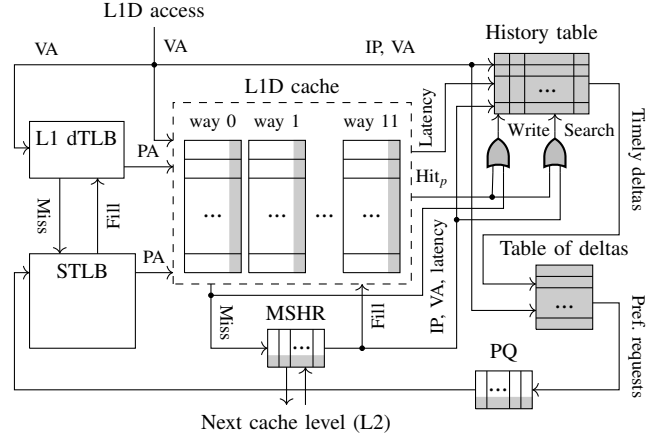 L1D access
VA
VA
IP, VA
History table
...
L1D cache
Latency
way 0
way 1
way 11
Write
Search
L1 dTLB
PA
Timely deltas
Hitₚ
...
...
...
...
Miss
Fill
IP, VA, latency
Table of deltas
STLB
PA
...
Miss
MSHR
Fill
...
Pref. requests
PQ
...
Next cache level (L2)